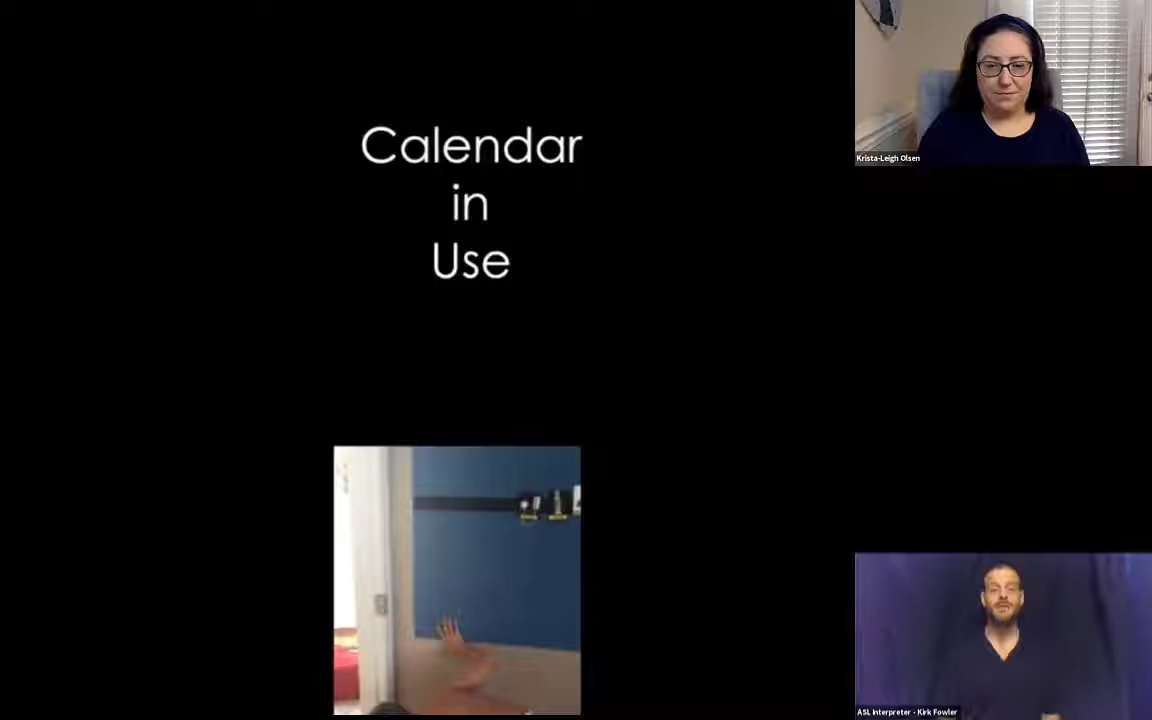 Calendar
in
Use
Krista-Leigh Olsen
ASL Interpreter - Kirk Fowler